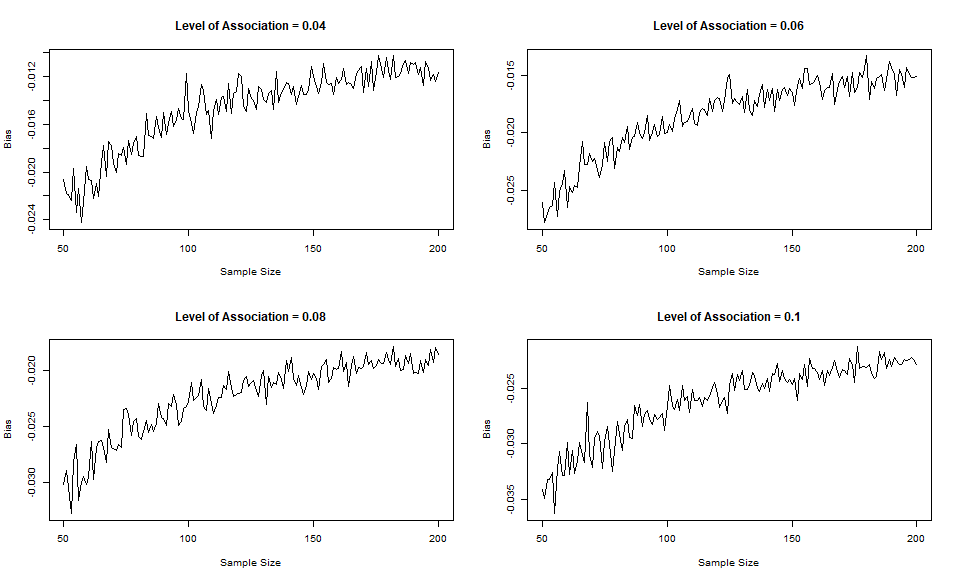 Level of Association = 0.04
Level of Association = 0.06
Bias
-0.012
-0.016
-0.020
-0.024
50 100 150 200
Sample Size
Bias
-0.015
-0.020
-0.025
50 100 150 200
Sample Size
Level of Association = 0.08
Level of Association = 0.1
Bias
-0.020
-0.025
-0.030
50 100 150 200
Sample Size
Bias
-0.025
-0.030
-0.035
50 100 150 200
Sample Size